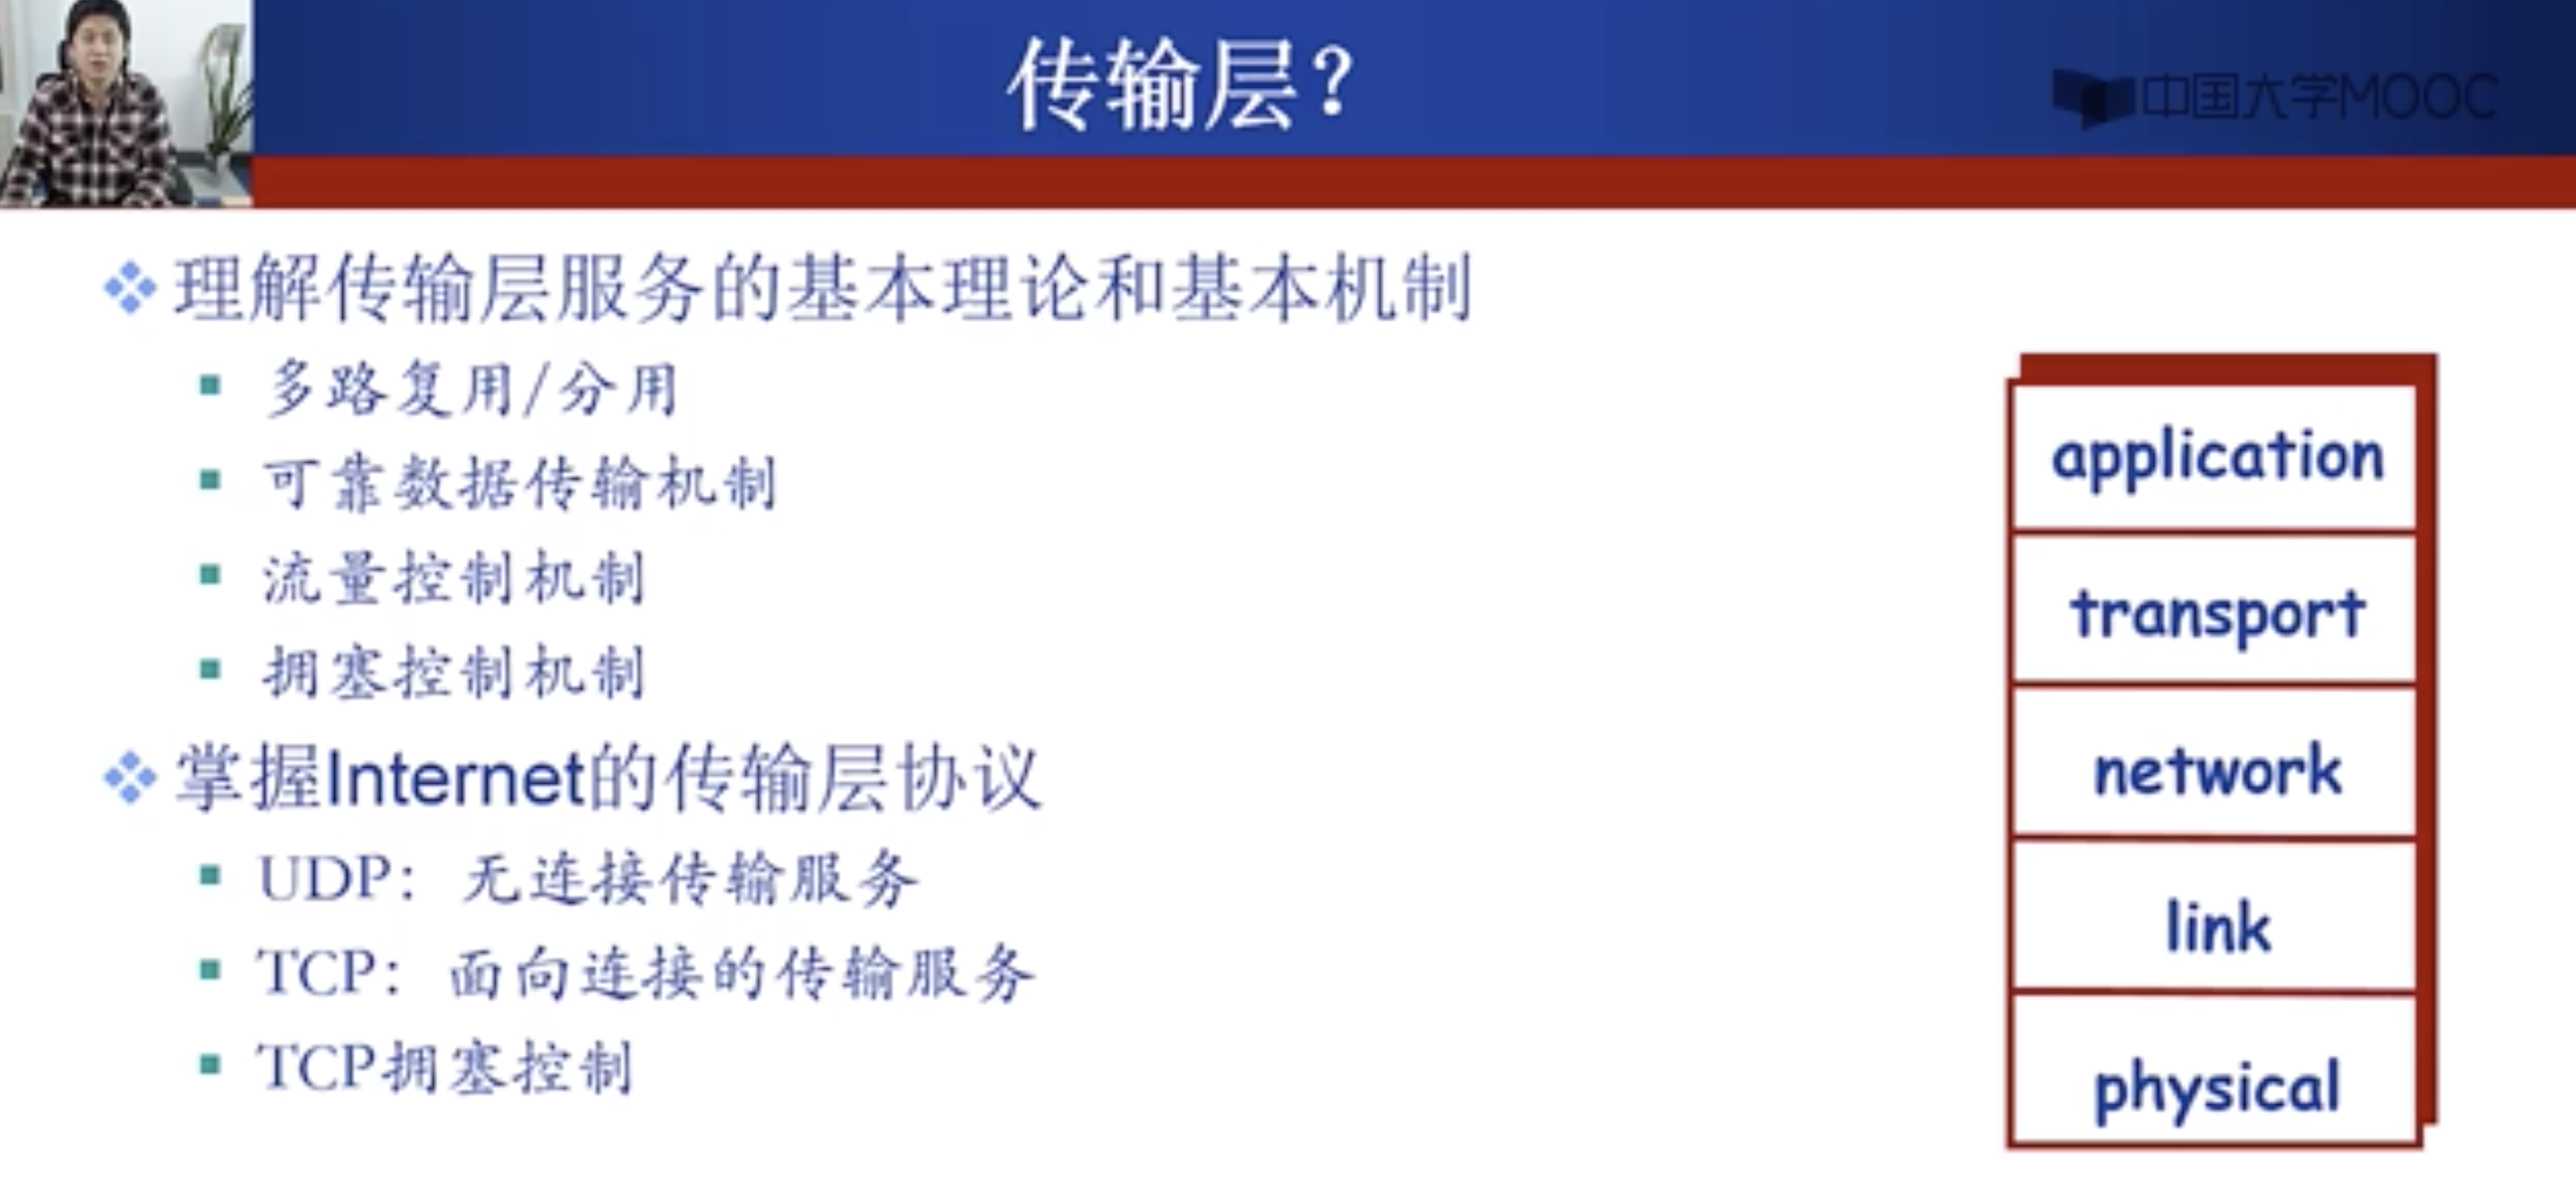 传输层?
中国大学MOOC
理解传输层服务的基本理论和基本机制
多路复用/分用
可靠数据传输机制
流量控制机制
拥塞控制机制
掌握Internet的传输层协议
UDP：无连接传输服务
TCP：面向连接的传输服务
TCP拥塞控制
application
transport
network
link
physical